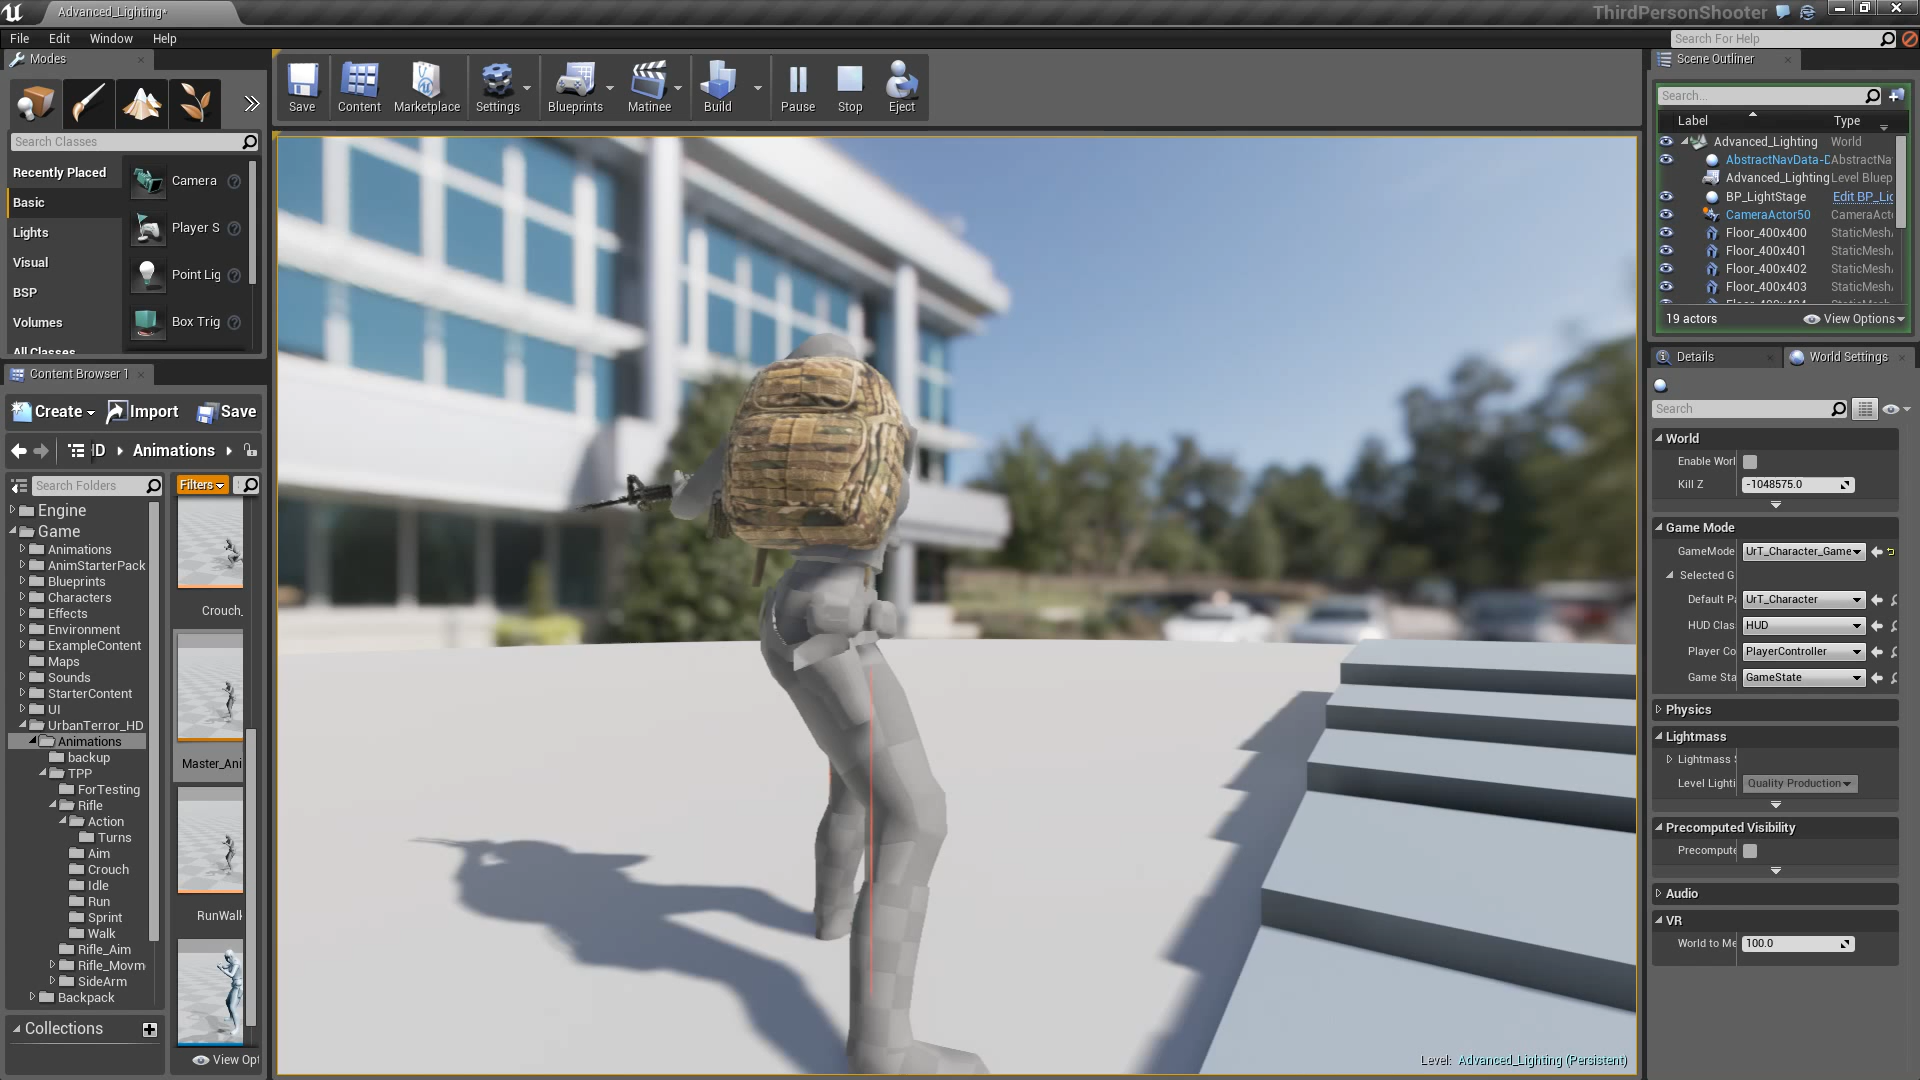 Advanced_Lighting*
ThirdPersonShooter
File Edit Window Help
Search For Help
Modes
Search Classes
Recently Placed
Basic
Lights
Visual
BSP
Volumes
All Classes
Camera
Player S
Point Lig
Box Trig
Save Content Marketplace Settings Blueprints Matinee Build Pause Stop Eject
Content Browser 1
Create Import Save
D Animations
Search Folders
Filters
Engine
Game
Animations
AnimStarterPack
Blueprints
Characters
Effects
Environment
ExampleContent
Maps
Sounds
StarterContent
UI
UrbanTerror_HD
Animations
backup
TPP
ForTesting
Rifle
Action
Turns
Aim
Crouch
Idle
Run
Sprint
Walk
Rifle_Aim
Rifle_Movm
SideArm
Backpack
Collections
Crouch_
Master_Ani
RunWalk
View Opt
Level: Advanced_Lighting (Persistent)
Scene Outliner
Search...
Label Type
Advanced_Lighting World
AbstractNavData-D AbstractNa
Advanced_Lighting Level Bluep
BP_LightStage Edit BP_Lig
CameraActor50 CameraAct
Floor_400x400 StaticMesh
Floor_400x401 StaticMesh
Floor_400x402 StaticMesh
Floor_400x403 StaticMesh
19 actors View Options
Details World Settings
Search
World
Enable Worl
Kill Z -1048575.0
Game Mode
GameMode UrT_Character_Game
Selected G
Default Pa UrT_Character
HUD Clas HUD
Player Co PlayerController
Game Sta GameState
Physics
Lightmass
Lightmass S
Level Lighti Quality Production
Precomputed Visibility
Precompute
Audio
VR
World to Me 100.0